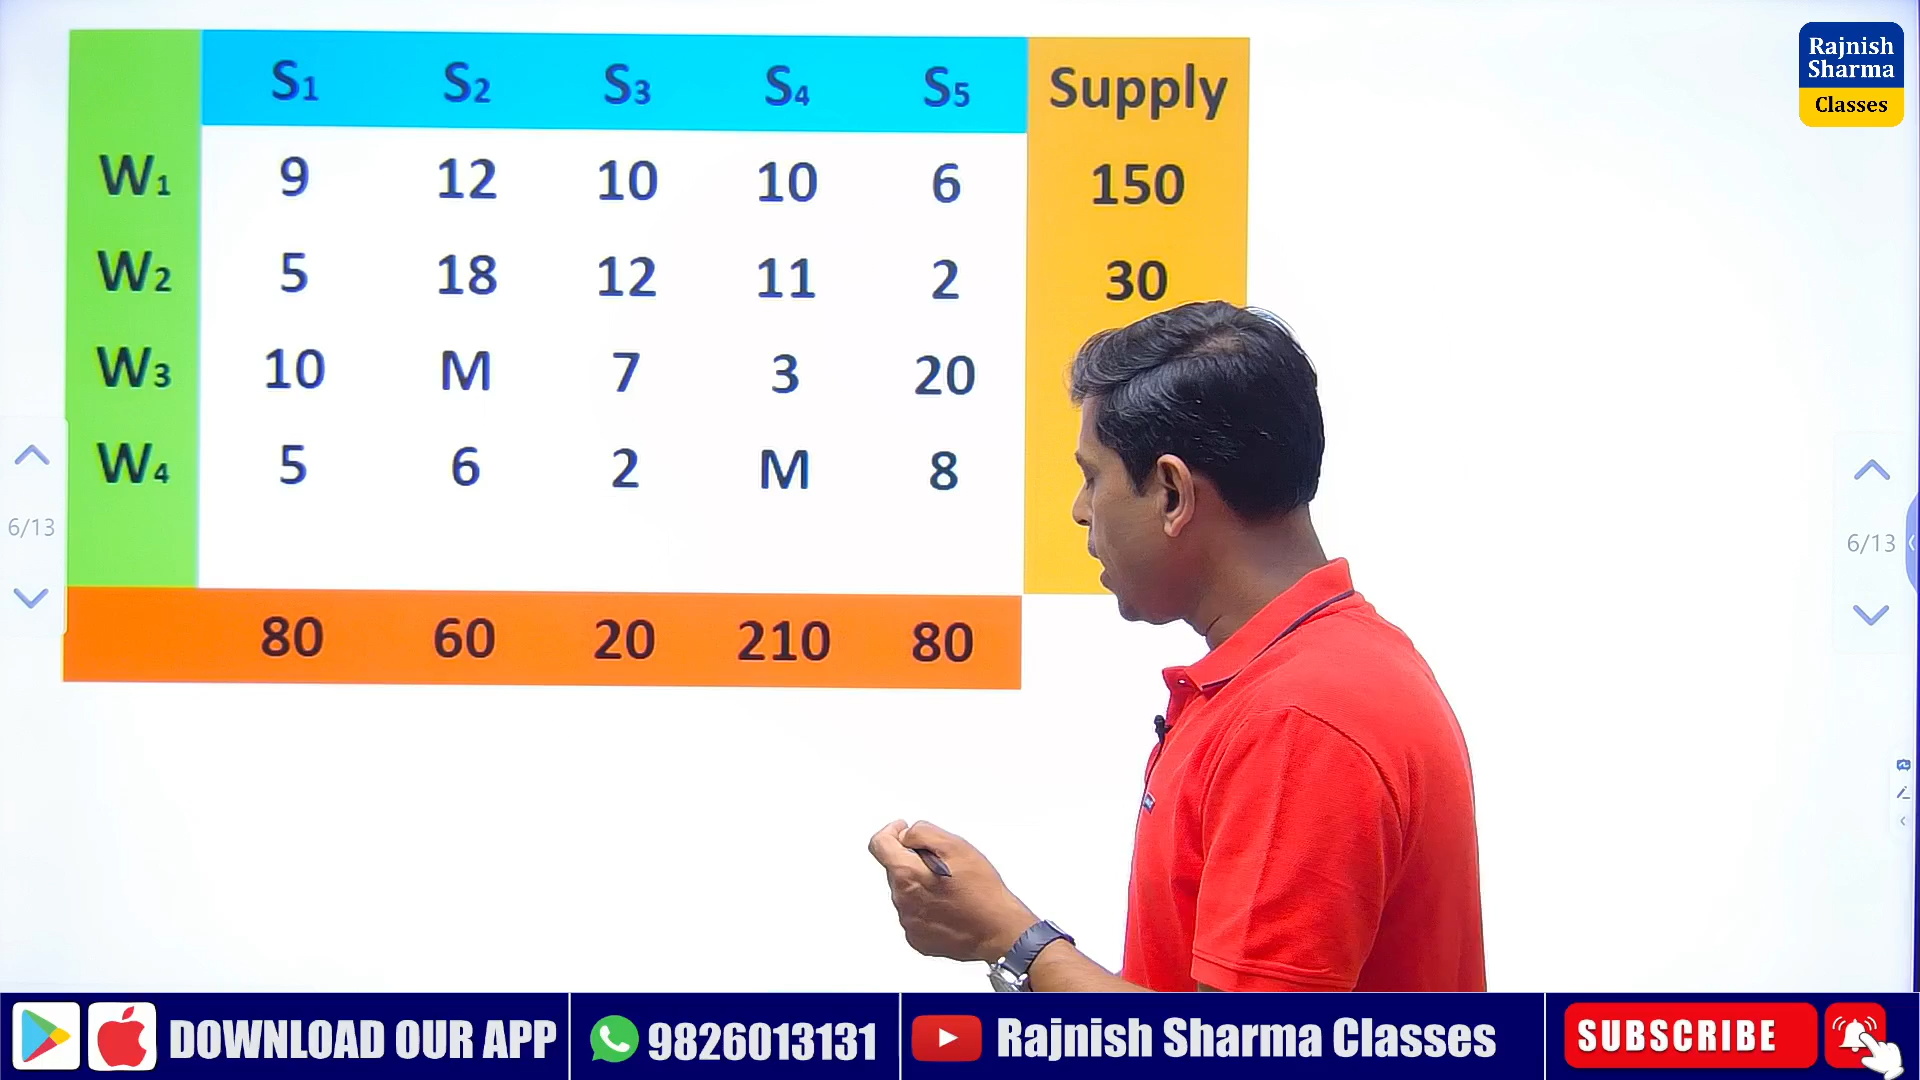 S1 S2 S3 S4 S5 Supply
W1 9 12 10 10 6 150
W2 5 18 12 11 2 30
W3 10 M 7 3 20
W4 5 6 2 M 8
80 60 20 210 80
Rajnish
Sharma
Classes
6/13
6/13
DOWNLOAD OUR APP
9826013131
Rajnish Sharma Classes
SUBSCRIBE